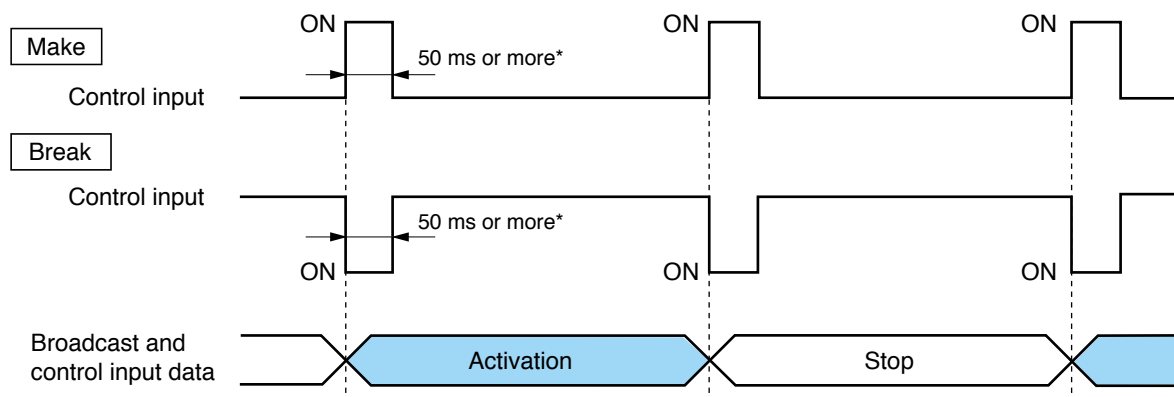 ON ON ON
Make
50 ms or more*
Control input
Break
Control input
50 ms or more*
ON ON ON
Broadcast and
control input data
Activation Stop